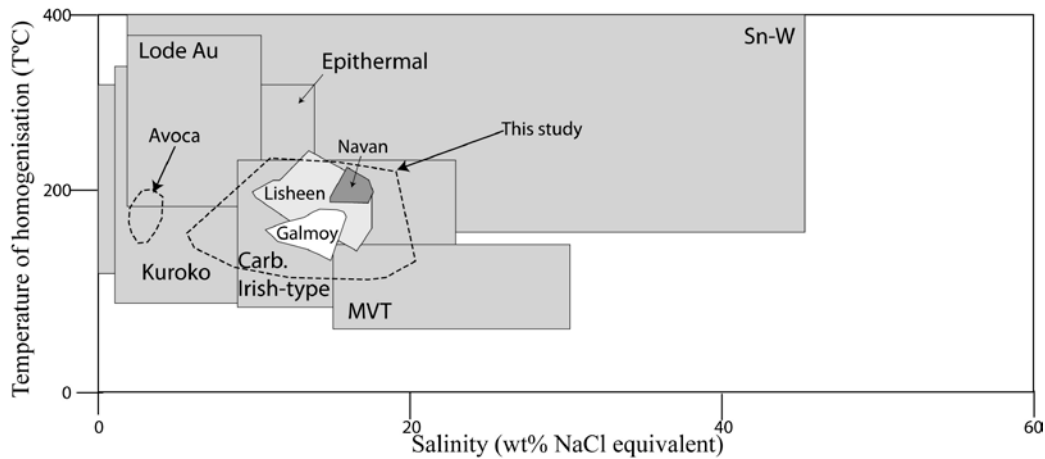 400
Lode Au
Sn-W
Epithermal
Avoca
This study
Navan
200
Lisheen
Galmoy
Carb.
Irish-type
Kuroko
MVT
0
0
20
40
60
Salinity (wt% NaCl equivalent)
Temperature of homogenisation (TºC)